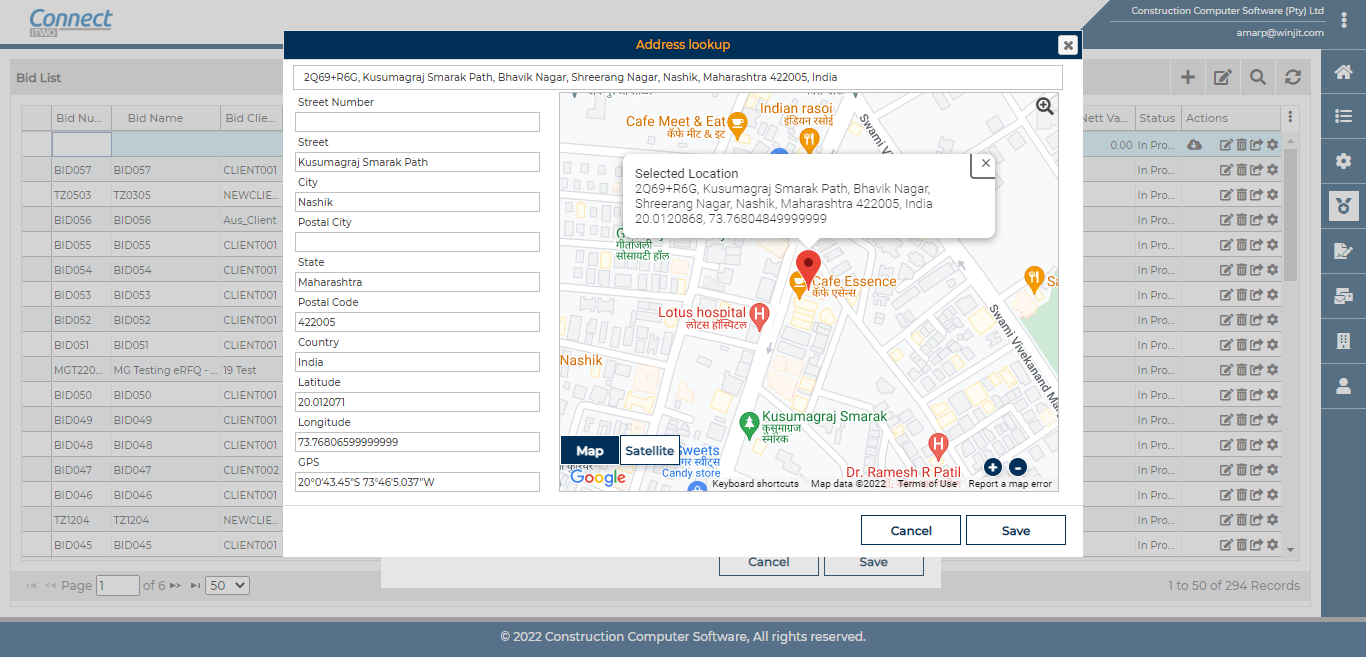 Connect
iTWO
Construction Computer Software (Pty) Ltd
amarp@winjit.com
Address lookup
Bid List
2Q69+R6G, Kusumagraj Smarak Path, Bhavik Nagar, Shreerang Nagar, Nashik, Maharashtra 422005, India
Bid Nu... Bid Name Bid Clie... Nett Va... Status Actions
0.00 In Pro...
BID057 BID057 CLIENT001 In Pro...
TZ0503 TZ0305 NEWCLIE... In Pro...
BID056 BID056 Aus_Client In Pro...
BID055 BID055 CLIENT001 In Pro...
BID054 BID054 CLIENT001 In Pro...
BID053 BID053 CLIENT001 In Pro...
BID052 BID052 CLIENT001 In Pro...
BID051 BID051 CLIENT001 In Pro...
MGT220... MG Testing eRFQ - ... 19 Test In Pro...
BID050 BID050 CLIENT001 In Pro...
BID049 BID049 CLIENT001 In Pro...
BID048 BID048 CLIENT001 In Pro...
BID047 BID047 CLIENT002 In Pro...
BID046 BID046 CLIENT001 In Pro...
TZ1204 TZ1204 NEWCLIE... In Pro...
BID045 BID045 CLIENT001 In Pro...
Street Number
Street
Kusumagraj Smarak Path
City
Nashik
Postal City
State
Maharashtra
Postal Code
422005
Country
India
Latitude
20.012071
Longitude
73.76806599999999
GPS
20°0'43.45"S 73°46'5.037"W
Indian rasoi
इंडियन रसोई
Cafe Meet & Eat
कॅफे मीट & इट
Swamy V
Selected Location
2Q69+R6G, Kusumagraj Smarak Path, Bhavik Nagar,
Shreerang Nagar, Nashik, Maharashtra 422005, India
20.0120868, 73.76804849999999
गीतांजली
सोसायटी हॉल
Cafe Essence
कॅफे एसेन्स
Lotus hospital
लोटस हॉस्पिटल
Swami Vivekanand Mar
Nashik
Kusumagraj Smarak
कुसुमाग्रज
स्मारक
Map Satellite
Sweets
गर स्वीट्स
Candy store
Dr. Ramesh R Patil
Google
Keyboard shortcuts Map data ©2022 Terms of Use Report a map error
Cancel Save
Cancel Save
Page 1 of 6 50 1 to 50 of 294 Records
© 2022 Construction Computer Software, All rights reserved.